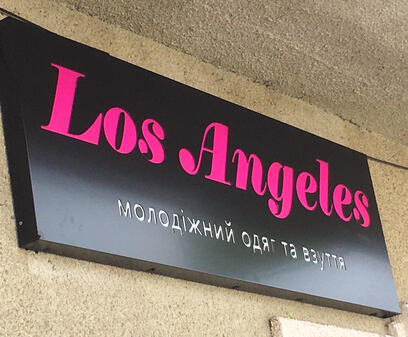 Los Angeles
молодіжний одяг та взуття